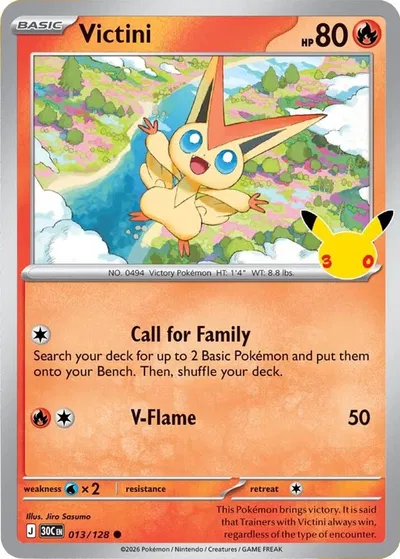 BASIC
Victini
HP 80
30
NO. 0494 Victory Pokémon HT: 1'4" WT: 8.8 lbs.
Call for Family
Search your deck for up to 2 Basic Pokémon and put them
onto your Bench. Then, shuffle your deck.
V-Flame 50
weakness ×2 resistance retreat
Illus. Jiro Sasumo
J 30C EN 013/128
This Pokémon brings victory. It is said
that Trainers with Victini always win,
regardless of the type of encounter.
©2026 Pokémon / Nintendo / Creatures / GAME FREAK